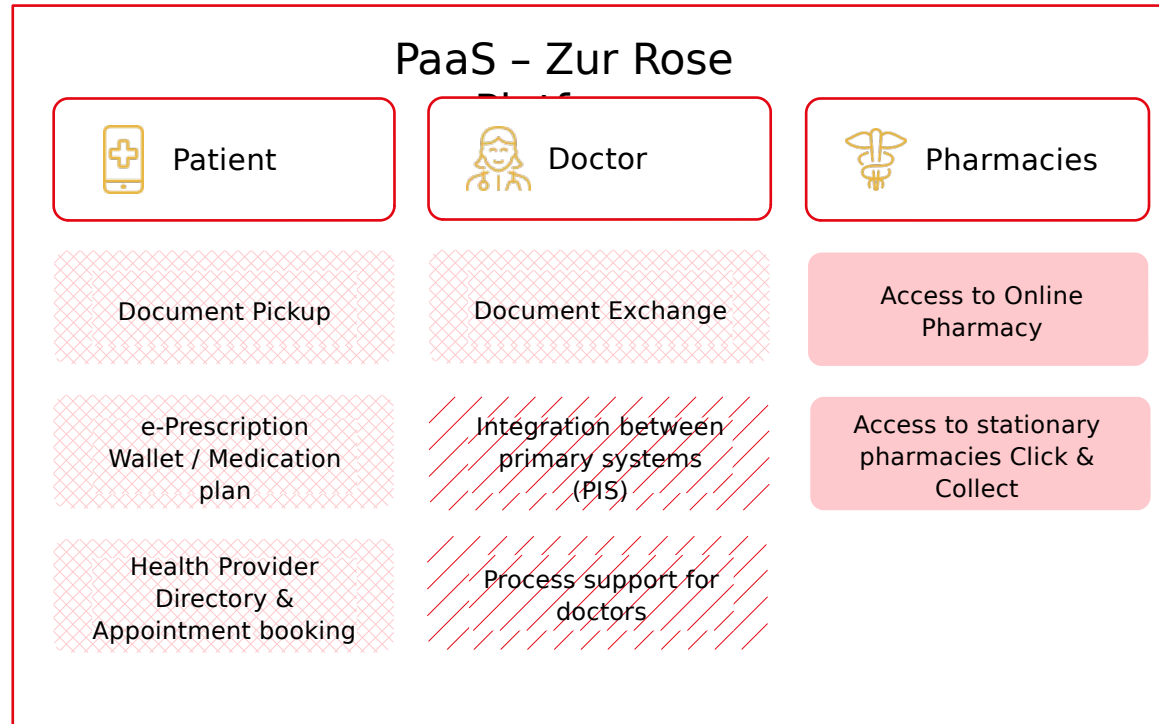 PaaS – Zur Rose
Patient
Doctor
Pharmacies
Document Pickup
Document Exchange
Access to Online
Pharmacy
e-Prescription
Wallet / Medication
plan
Integration between
primary systems
(PIS)
Access to stationary
pharmacies Click &
Collect
Health Provider
Directory &
Appointment booking
Process support for
doctors